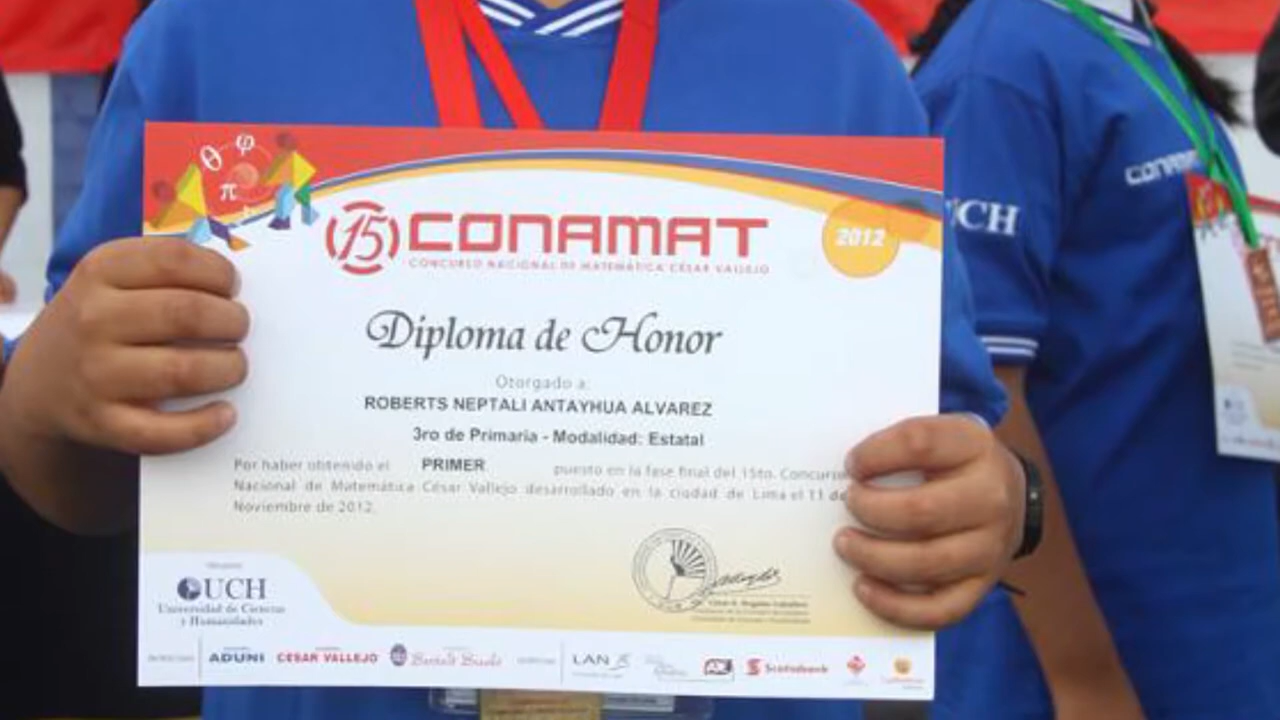 θ φ
π
15 CONAMAT
CONCURSO NACIONAL DE MATEMÁTICA CÉSAR VALLEJO
2012
Diploma de Honor
Otorgado a:
ROBERTS NEPTALI ANTAYHUA ALVAREZ
3ro de Primaria - Modalidad: Estatal
Por haber obtenido el PRIMER puesto en la fase final del 15to. Concurso
Nacional de Matemática César Vallejo desarrollado en la ciudad de Lima el 11 de
Noviembre de 2012.
UCH
Universidad de Ciencias
y Humanidades
ADUNI CESAR VALLEJO Bertolt Brecht LAN Scotiabank
UCH
CONAMAT